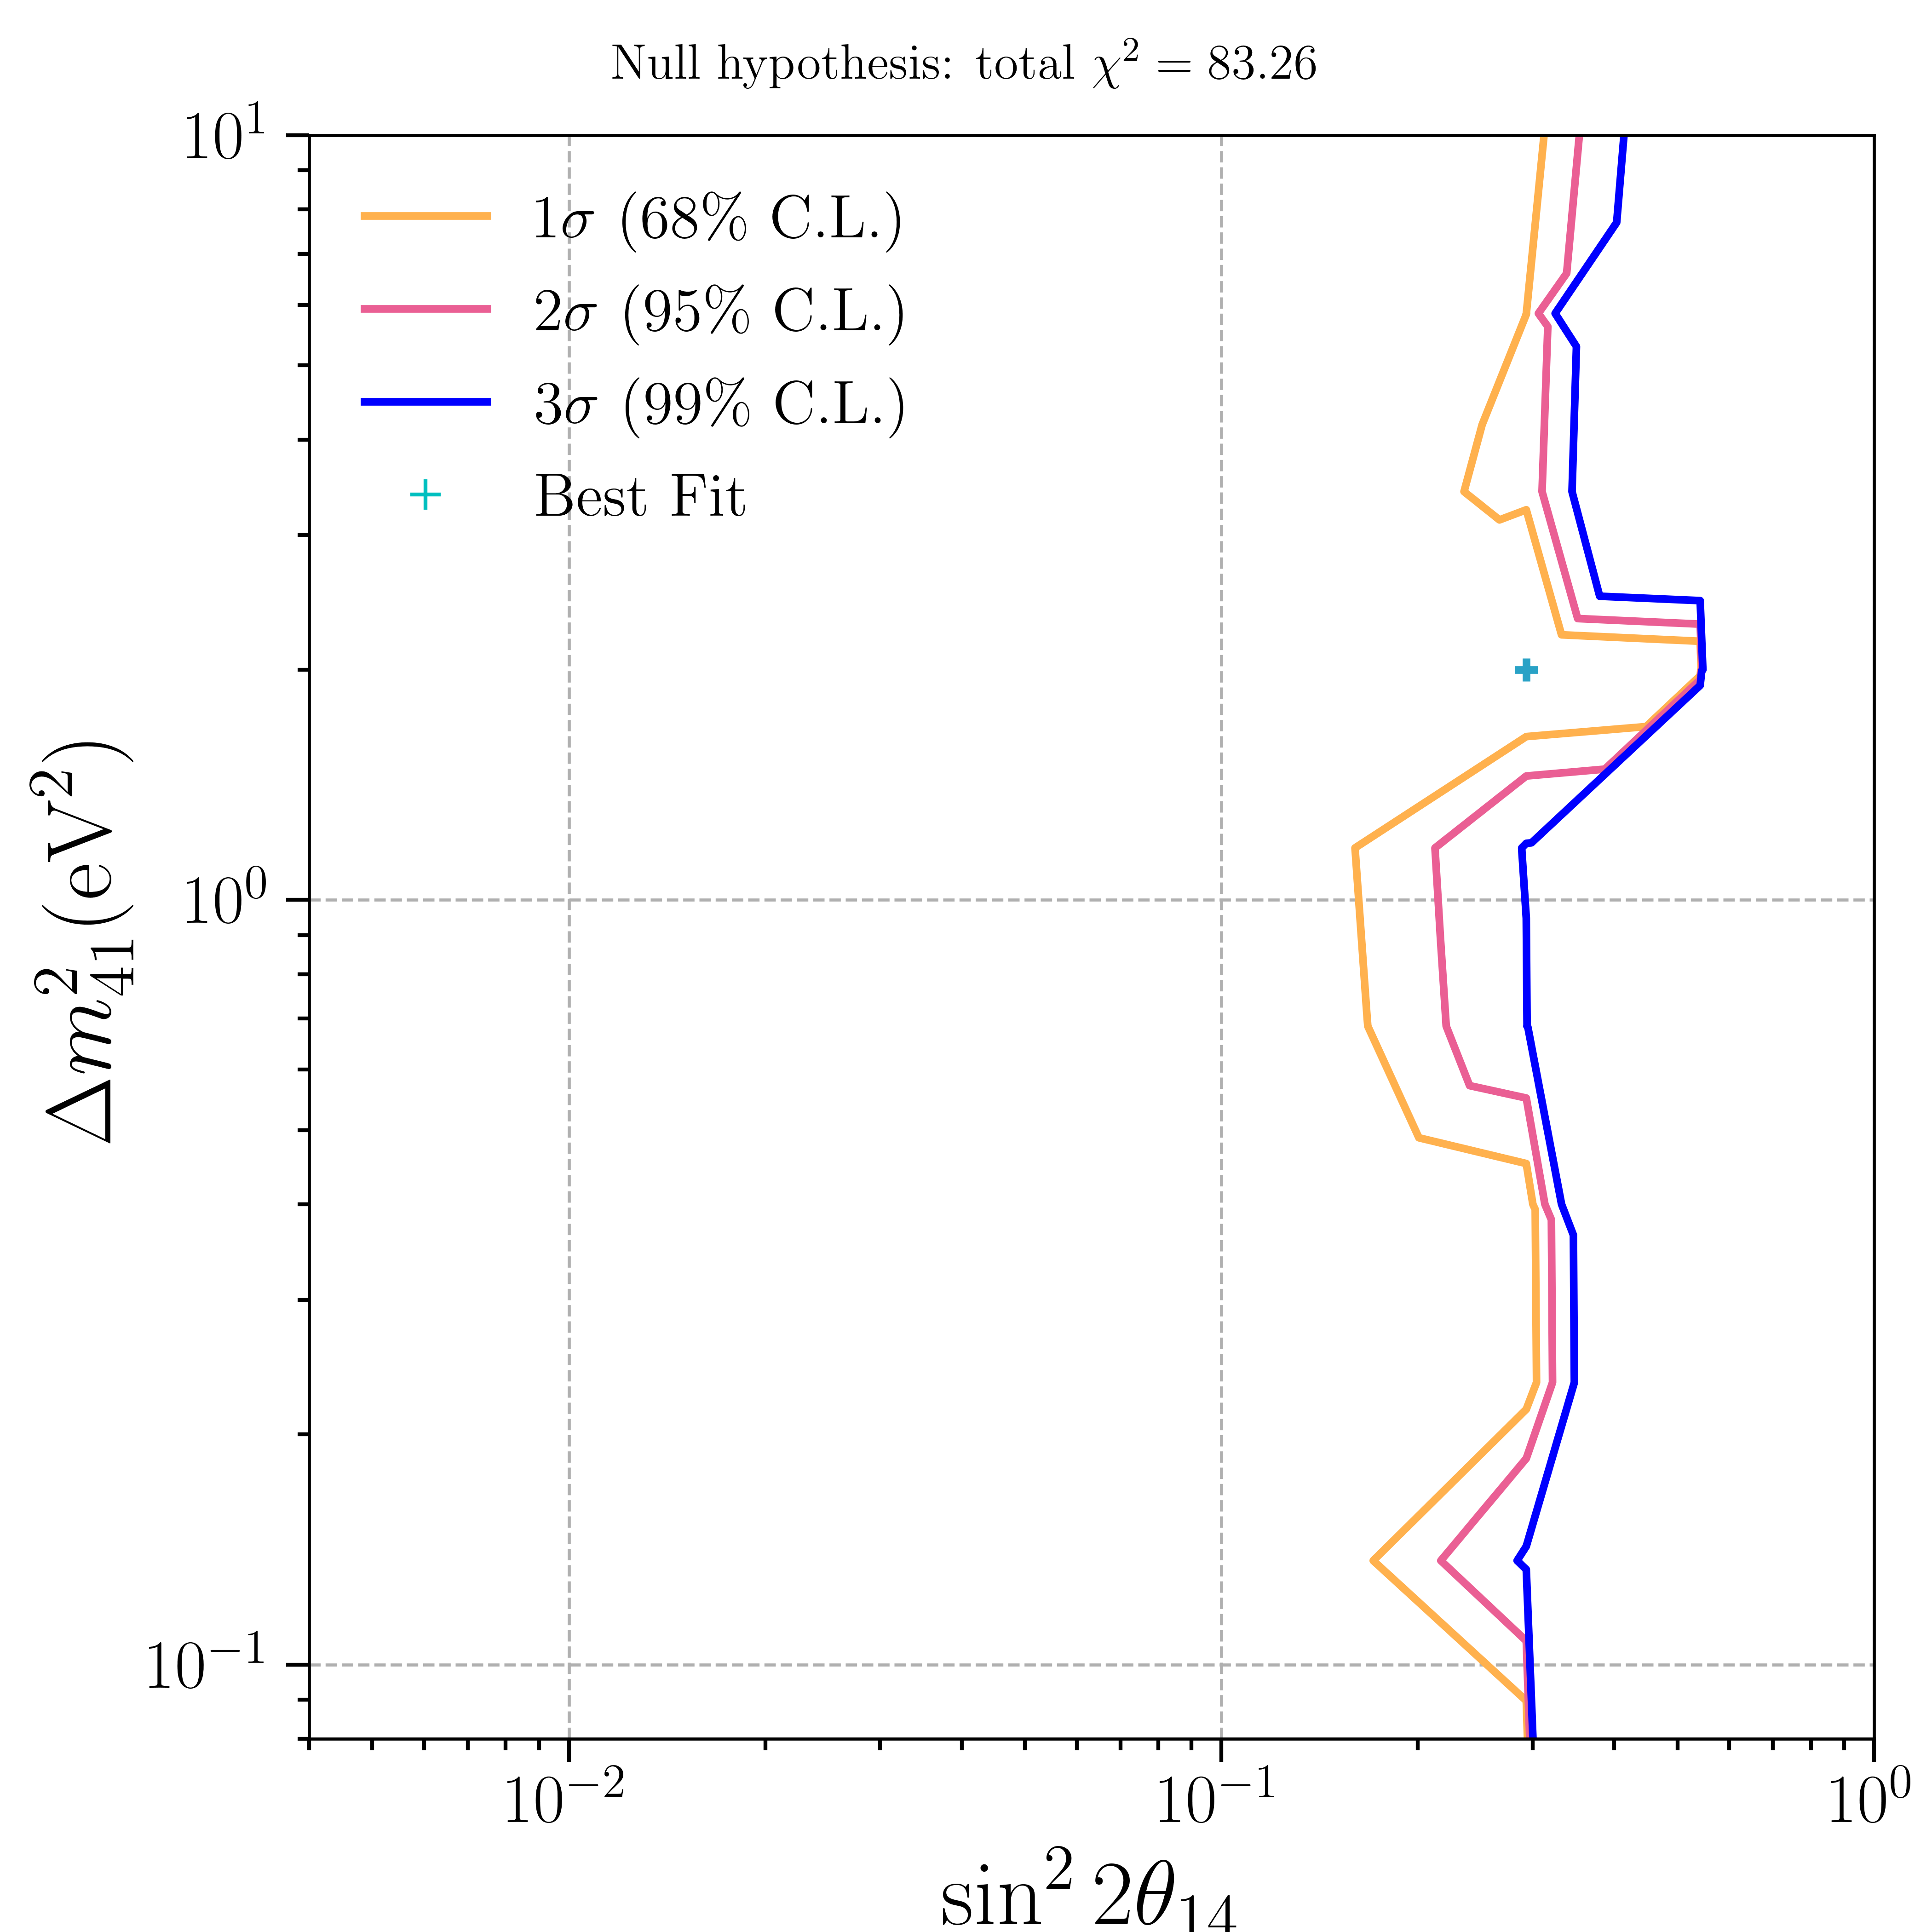 Null hypothesis: total χ² = 83.26
10¹
1σ (68% C.L.)
2σ (95% C.L.)
3σ (99% C.L.)
Best Fit
Δm²₄₁(eV²)
10⁰
10⁻¹
10⁻² 10⁻¹ 10⁰
sin² 2θ₁₄